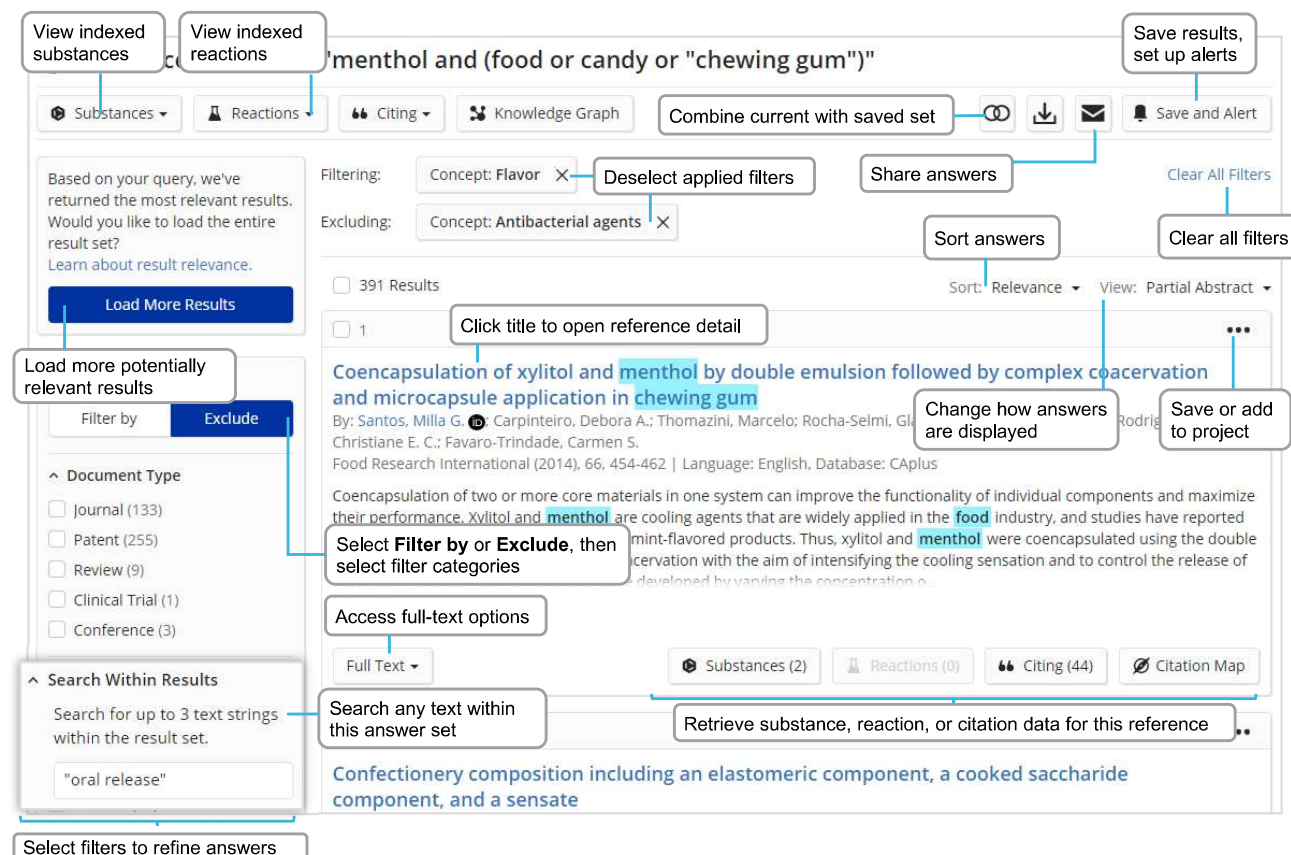 View indexed
substances
View indexed
reactions
Save results,
set up alerts
"menthol and (food or candy or "chewing gum")"
Substances
Reactions
Citing
Knowledge Graph
Combine current with saved set
Save and Alert
Share answers
Based on your query, we've
returned the most relevant results.
Would you like to load the entire
result set?
Learn about result relevance.
Load More Results
Load more potentially
relevant results
Filtering:
Concept: Flavor
Deselect applied filters
Clear All Filters
Excluding:
Concept: Antibacterial agents
Sort answers
Clear all filters
391 Results
Sort: Relevance
View: Partial Abstract
1
Click title to open reference detail
Coencapsulation of xylitol and menthol by double emulsion followed by complex coacervation
and microcapsule application in chewing gum
By: Santos, Milla G. iD; Carpinteiro, Debora A.; Thomazini, Marcelo; Rocha-Selmi,
Christiane E. C.; Favaro-Trindade, Carmen S.
Change how answers
are displayed
Save or add
to project
Food Research International (2014), 66, 454-462 | Language: English, Database: CAplus
Coencapsulation of two or more core materials in one system can improve the functionality of individual components and maximize
their performance. Xylitol and menthol are cooling agents that are widely applied in the food industry, and studies have reported
mint-flavored products. Thus, xylitol and menthol were coencapsulated using the double
with the aim of intensifying the cooling sensation and to control the release of
developed by varying the concentration o...
Filter by
Exclude
Select Filter by or Exclude, then
select filter categories
Document Type
Journal (133)
Patent (255)
Review (9)
Clinical Trial (1)
Conference (3)
Access full-text options
Full Text
Substances (2)
Reactions (0)
Citing (44)
Citation Map
Search Within Results
Search for up to 3 text strings
within the result set.
"oral release"
Search any text within
this answer set
Retrieve substance, reaction, or citation data for this reference
Confectionery composition including an elastomeric component, a cooked saccharide
component, and a sensate
Select filters to refine answers